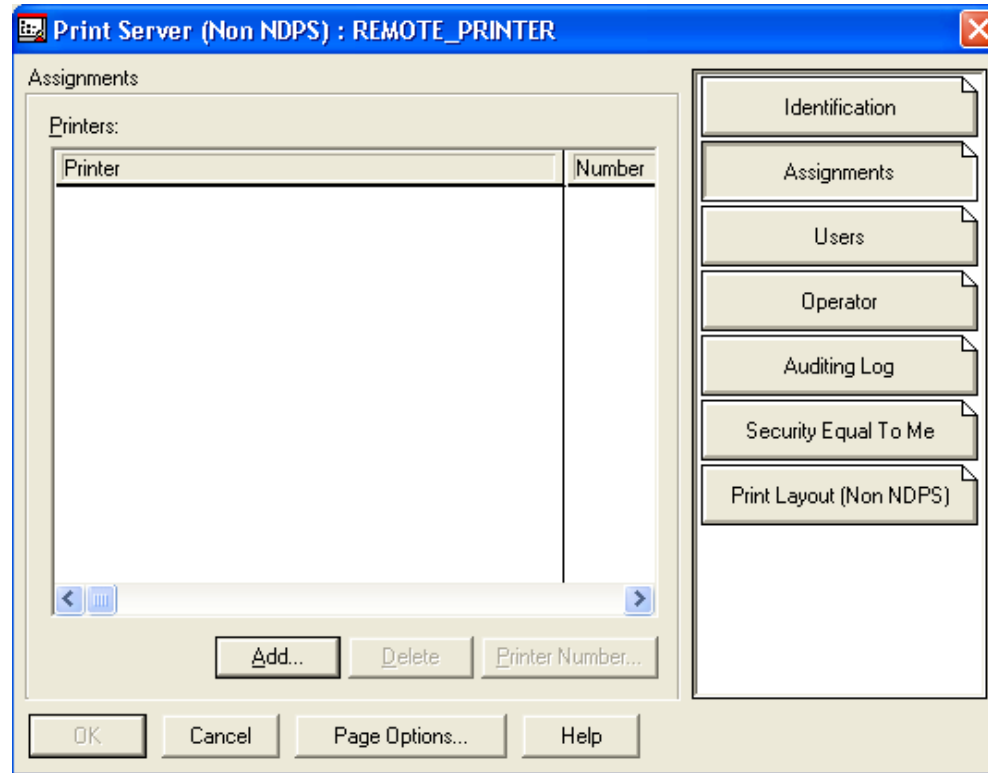 Print Server (Non NDPS) : REMOTE_PRINTER
Assignments
Printers:
Printer Number
Add... Delete Printer Number...
OK Cancel Page Options... Help
Identification
Assignments
Users
Operator
Auditing Log
Security Equal To Me
Print Layout (Non NDPS)